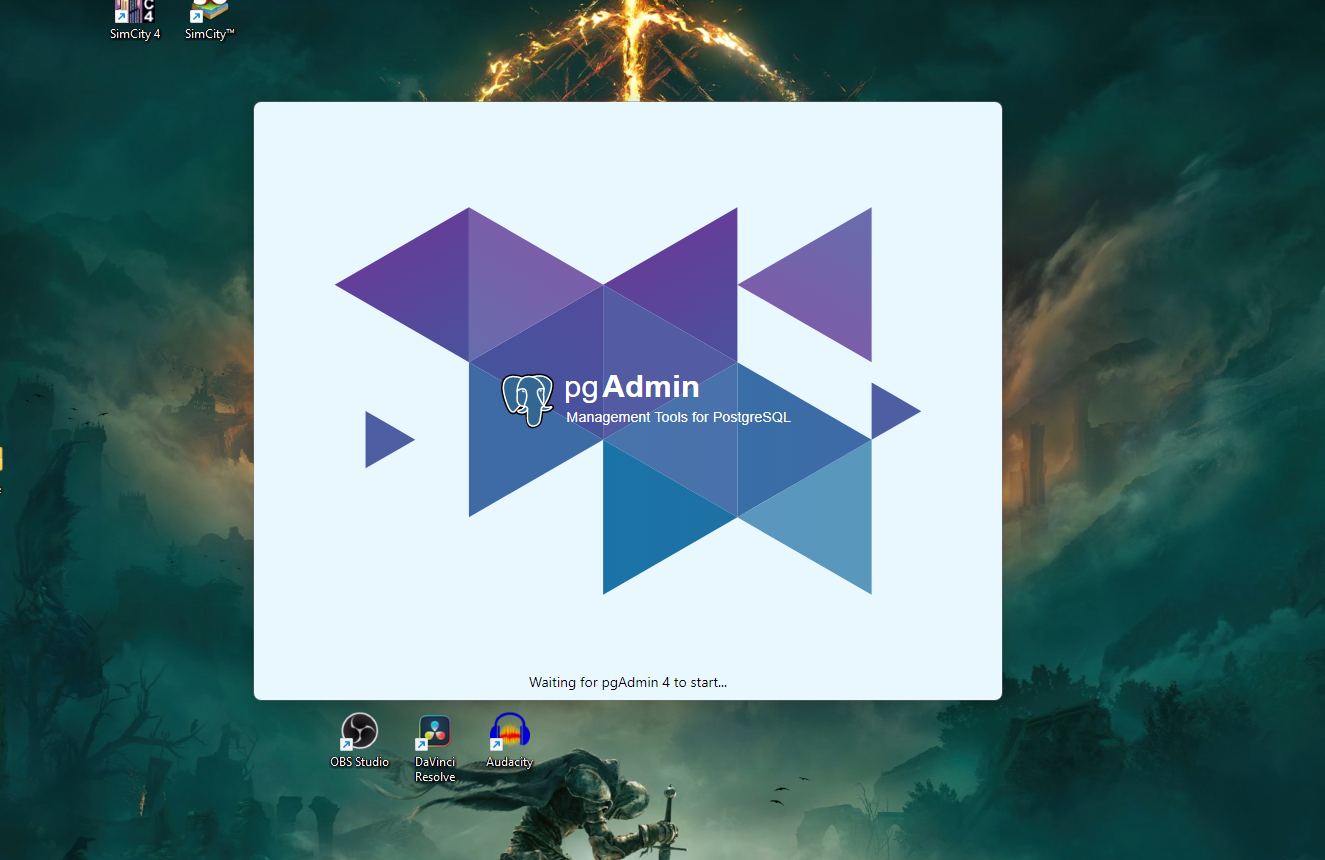 C
4
SimCity 4
SimCity™
pgAdmin
Management Tools for PostgreSQL
Waiting for pgAdmin 4 to start...
OBS Studio
DaVinci
Resolve
Audacity